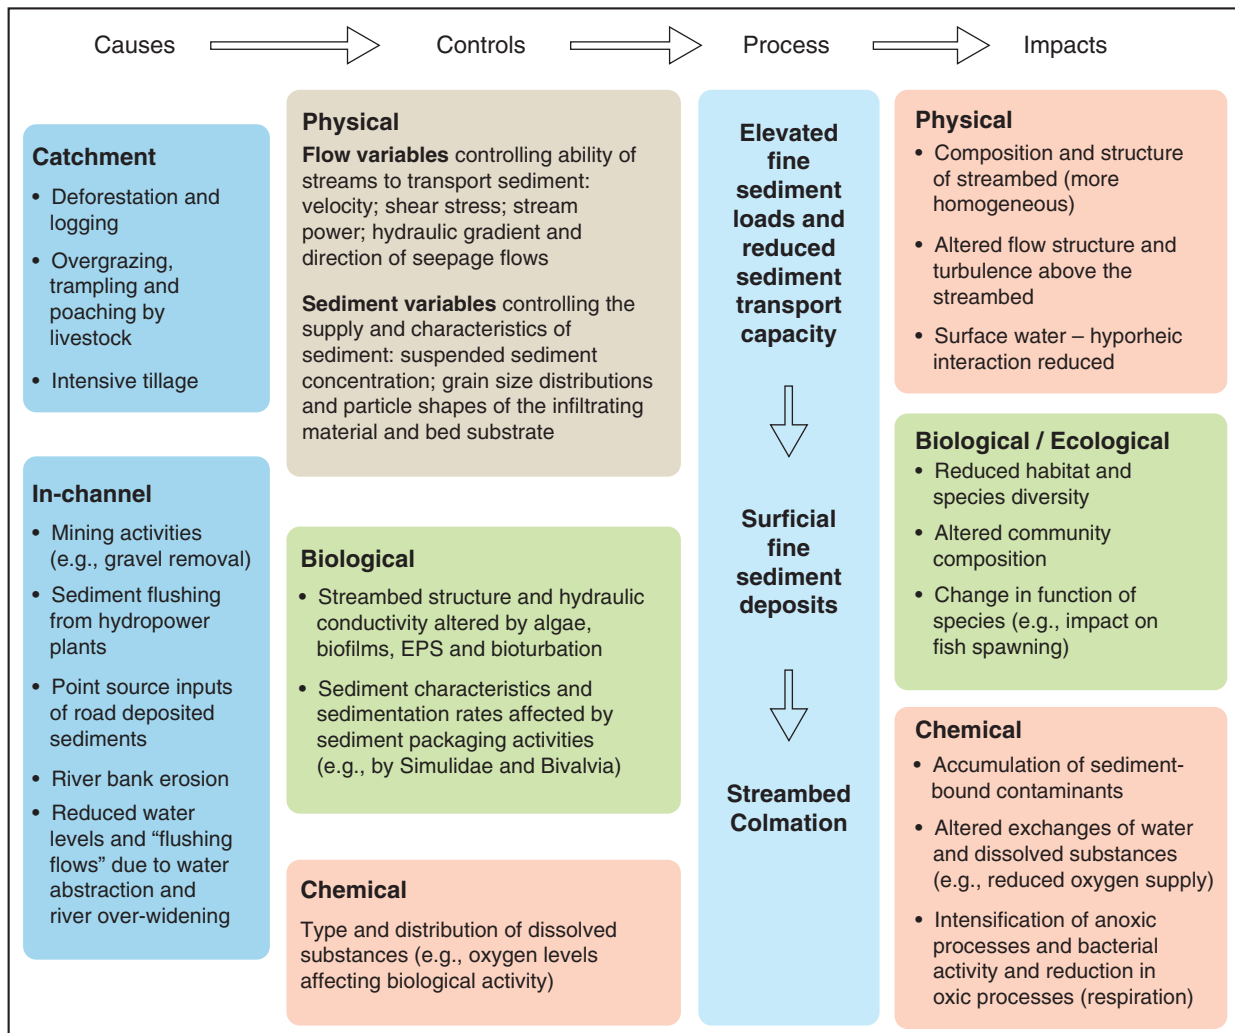 Causes
Controls
Process
Impacts
Catchment
• Deforestation and
logging
• Overgrazing,
trampling and
poaching by
livestock
• Intensive tillage
In-channel
• Mining activities
(e.g., gravel removal)
• Sediment flushing
from hydropower
plants
• Point source inputs
of road deposited
sediments
• River bank erosion
• Reduced water
levels and “flushing
flows” due to water
abstraction and
river over-widening
Physical
Flow variables controlling ability of
streams to transport sediment:
velocity; shear stress; stream
power; hydraulic gradient and
direction of seepage flows
Sediment variables controlling the
supply and characteristics of
sediment: suspended sediment
concentration; grain size distributions
and particle shapes of the infiltrating
material and bed substrate
Biological
• Streambed structure and hydraulic
conductivity altered by algae,
biofilms, EPS and bioturbation
• Sediment characteristics and
sedimentation rates affected by
sediment packaging activities
(e.g., by Simulidae and Bivalvia)
Chemical
Type and distribution of dissolved
substances (e.g., oxygen levels
affecting biological activity)
Elevated
fine
sediment
loads and
reduced
sediment
transport
capacity
Surficial
fine
sediment
deposits
Streambed
Colmation
Physical
• Composition and structure
of streambed (more
homogeneous)
• Altered flow structure and
turbulence above the
streambed
• Surface water – hyporheic
interaction reduced
Biological / Ecological
• Reduced habitat and
species diversity
• Altered community
composition
• Change in function of
species (e.g., impact on
fish spawning)
Chemical
• Accumulation of sediment-
bound contaminants
• Altered exchanges of water
and dissolved substances
(e.g., reduced oxygen supply)
• Intensification of anoxic
processes and bacterial
activity and reduction in
oxic processes (respiration)